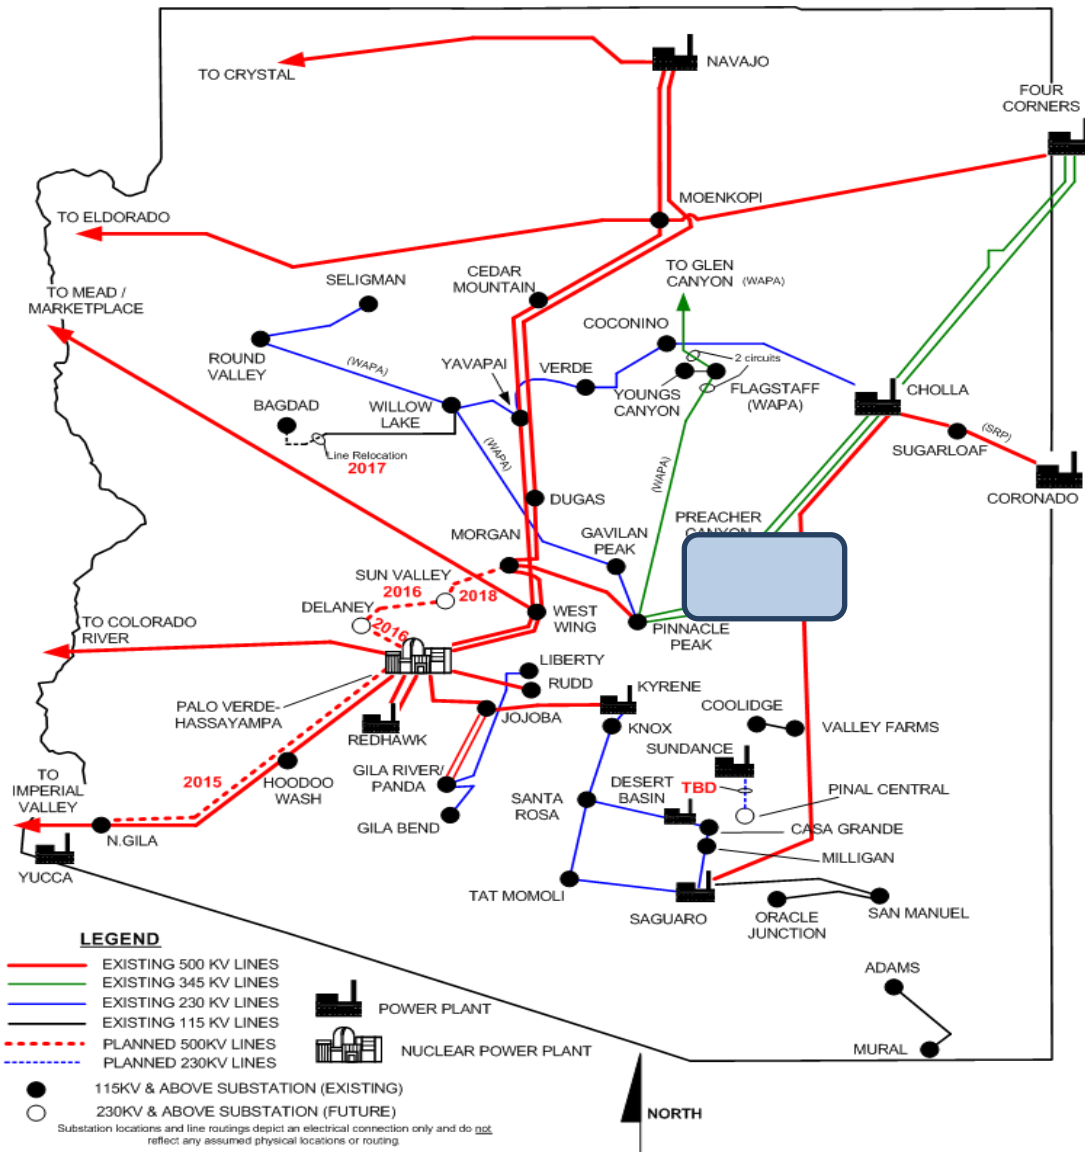 NAVAJO
TO CRYSTAL
FOUR
CORNERS
MOENKOPI
TO ELDORADO
TO GLEN
CANYON (WAPA)
CEDAR
MOUNTAIN
SELIGMAN
TO MEAD /
MARKETPLACE
COCONINO
2 circuits
ROUND
VALLEY
(WAPA)
YAVAPAI
VERDE
YOUNGS
CANYON
FLAGSTAFF
(WAPA)
CHOLLA
BAGDAD
WILLOW
LAKE
Line Relocation
2017
(WAPA)
(WAPA)
(SRP)
SUGARLOAF
CORONADO
DUGAS
MORGAN
GAVILAN
PEAK
PREACHER
CANYON
SUN VALLEY
2016
2018
DELANEY
2016
WEST
WING
PINNACLE
PEAK
TO COLORADO
RIVER
LIBERTY
RUDD
PALO VERDE-
HASSAYAMPA
REDHAWK
JOJOBA
KYRENE
KNOX
COOLIDGE
VALLEY FARMS
SUNDANCE
2015
HOODOO
WASH
GILA RIVER/
PANDA
GILA BEND
TO
IMPERIAL
VALLEY
DESERT
BASIN
TBD
PINAL CENTRAL
SANTA
ROSA
CASA GRANDE
MILLIGAN
N.GILA
YUCCA
TAT MOMOLI
SAGUARO
ORACLE
JUNCTION
SAN MANUEL
ADAMS
MURAL
LEGEND
EXISTING 500 KV LINES
EXISTING 345 KV LINES
EXISTING 230 KV LINES
EXISTING 115 KV LINES
PLANNED 500KV LINES
PLANNED 230KV LINES
POWER PLANT
NUCLEAR POWER PLANT
115KV & ABOVE SUBSTATION (EXISTING)
230KV & ABOVE SUBSTATION (FUTURE)
Substation locations and line routings depict an electrical connection only and do not
reflect any assumed physical locations or routing.
NORTH